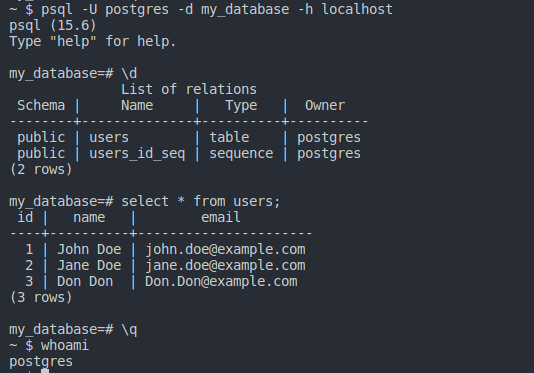 ~ $ psql -U postgres -d my_database -h localhost
psql (15.6)
Type "help" for help.
my_database=# \d
List of relations
Schema | Name | Type | Owner
--------+--------------+----------+----------
public | users | table | postgres
public | users_id_seq | sequence | postgres
(2 rows)
my_database=# select * from users;
id | name | email
----+----------+----------------------
1 | John Doe | john.doe@example.com
2 | Jane Doe | jane.doe@example.com
3 | Don Don | Don.Don@example.com
(3 rows)
my_database=# \q
~ $ whoami
postgres